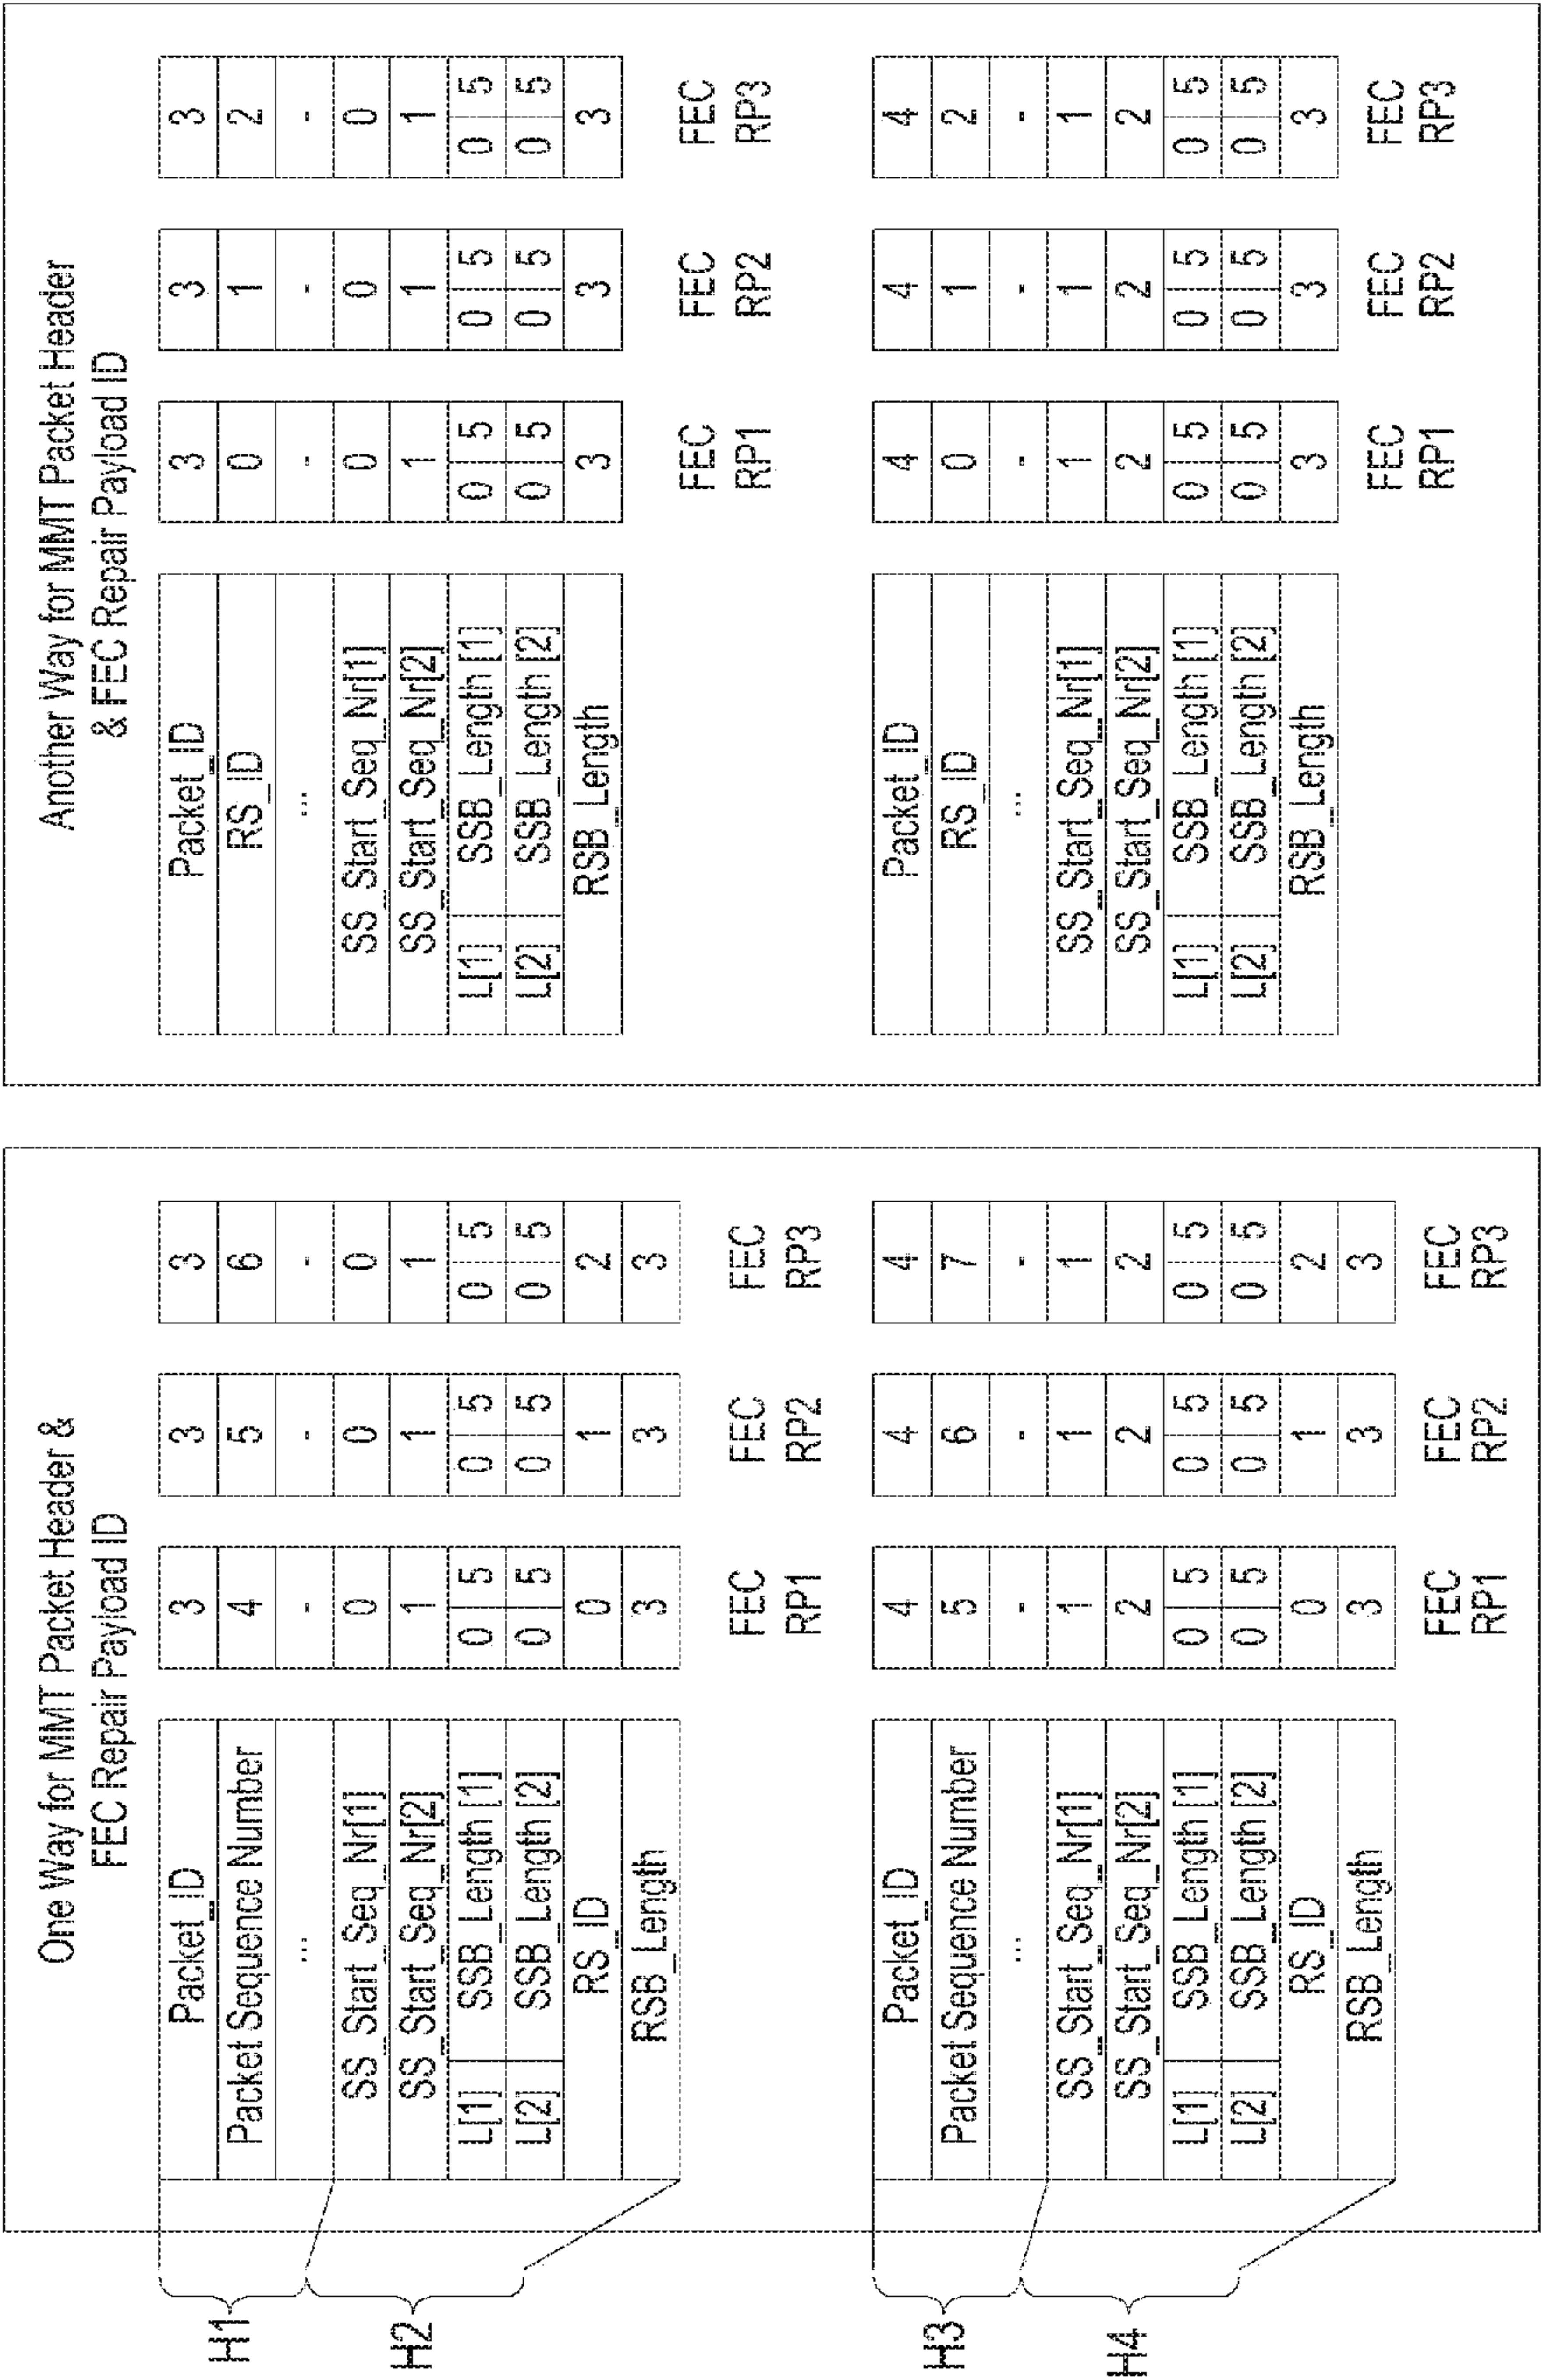 One Way for MMT Packet Header &
FEC Repair Payload ID
H1
H2
Packet_ID 3 3 3
Packet Sequence Number 4 5 6
... - - -
SS_Start_Seq_Nr[1] 0 0 0
SS_Start_Seq_Nr[2] 1 1 1
L[1] SSB_Length [1] 0 5 0 5 0 5
L[2] SSB_Length [2] 0 5 0 5 0 5
RS_ID 0 1 2
RSB_Length 3 3 3
FEC FEC FEC
RP1 RP2 RP3
H3
H4
Packet_ID 4 4 4
Packet Sequence Number 5 6 7
... - - -
SS_Start_Seq_Nr[1] 1 1 1
SS_Start_Seq_Nr[2] 2 2 2
L[1] SSB_Length [1] 0 5 0 5 0 5
L[2] SSB_Length [2] 0 5 0 5 0 5
RS_ID 0 1 2
RSB_Length 3 3 3
FEC FEC FEC
RP1 RP2 RP3
Another Way for MMT Packet Header
& FEC Repair Payload ID
Packet_ID 3 3 3
RS_ID 0 1 2
... - - -
SS_Start_Seq_Nr[1] 0 0 0
SS_Start_Seq_Nr[2] 1 1 1
L[1] SSB_Length [1] 0 5 0 5 0 5
L[2] SSB_Length [2] 0 5 0 5 0 5
RSB_Length 3 3 3
FEC FEC FEC
RP1 RP2 RP3
Packet_ID 4 4 4
RS_ID 0 1 2
... - - -
SS_Start_Seq_Nr[1] 1 1 1
SS_Start_Seq_Nr[2] 2 2 2
L[1] SSB_Length [1] 0 5 0 5 0 5
L[2] SSB_Length [2] 0 5 0 5 0 5
RSB_Length 3 3 3
FEC FEC FEC
RP1 RP2 RP3